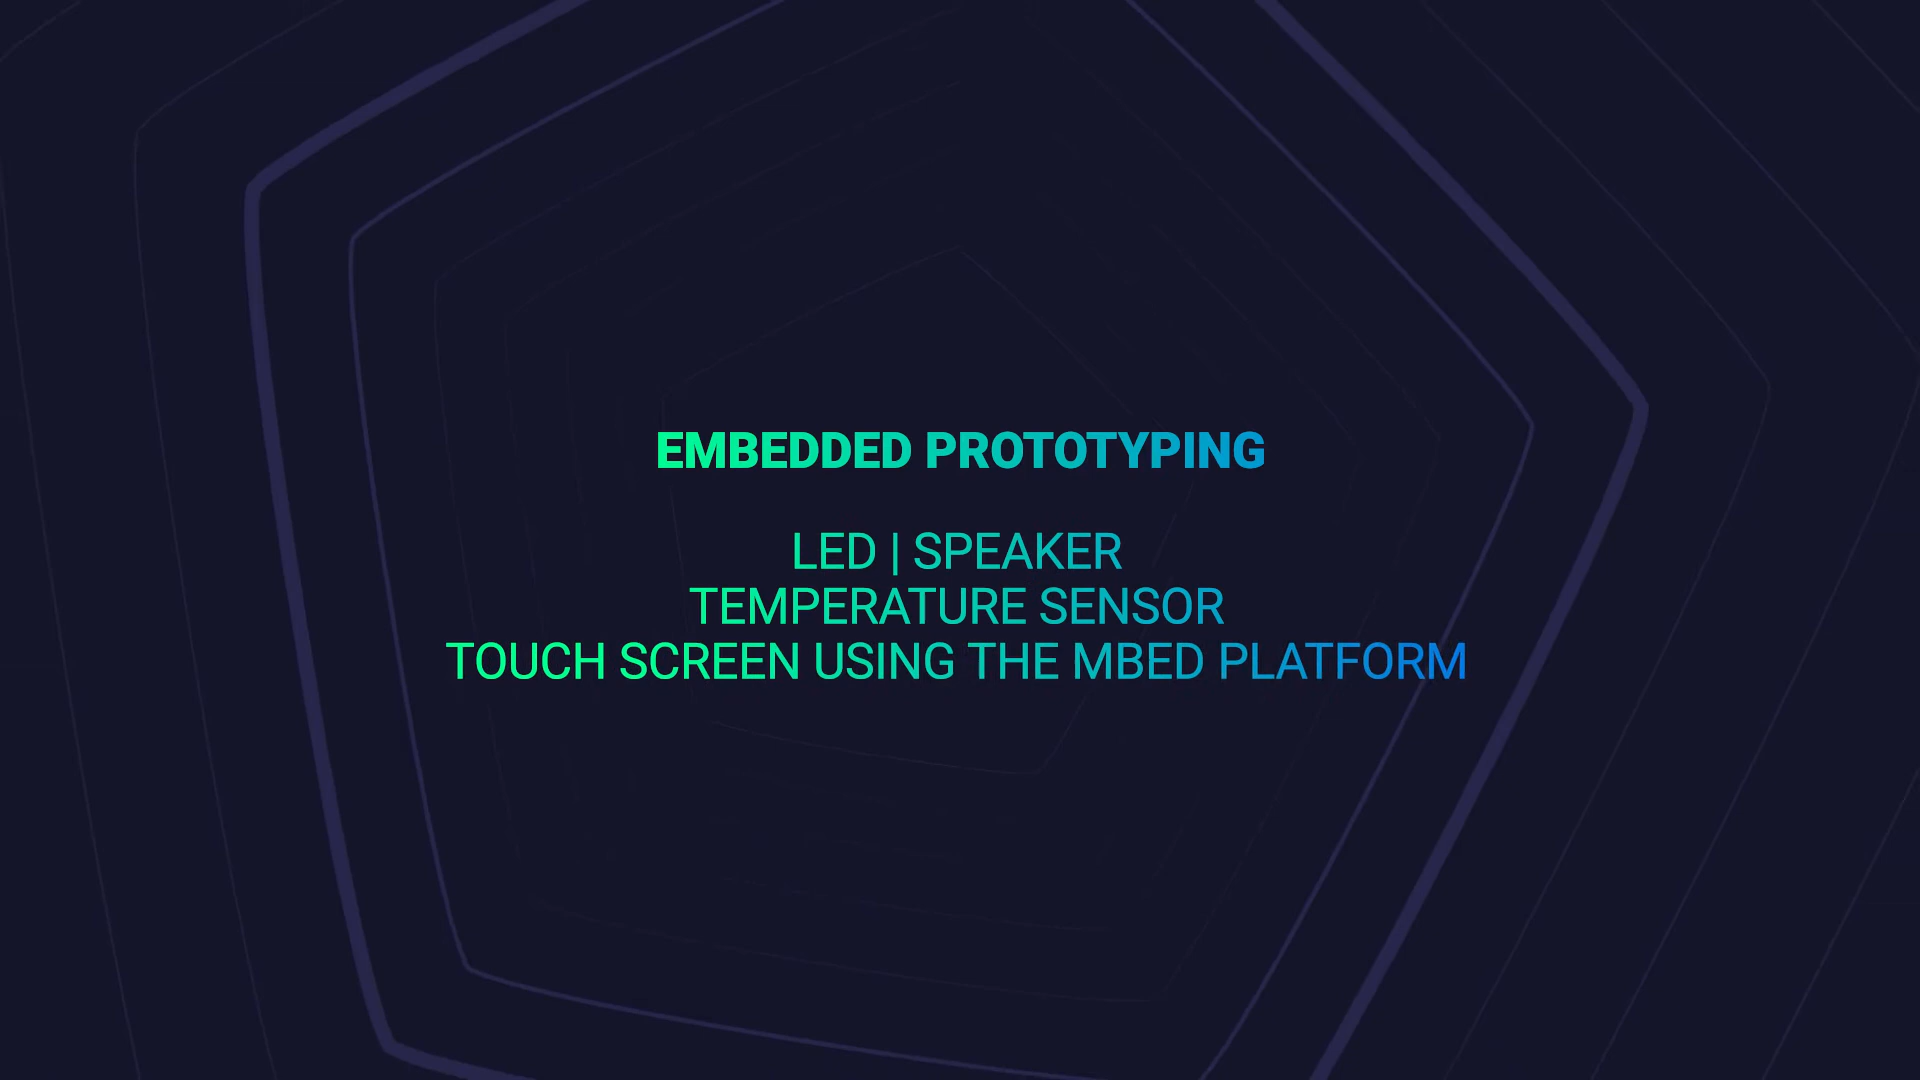 EMBEDDED PROTOTYPING
LED | SPEAKER
TEMPERATURE SENSOR
TOUCH SCREEN USING THE MBED PLATFORM